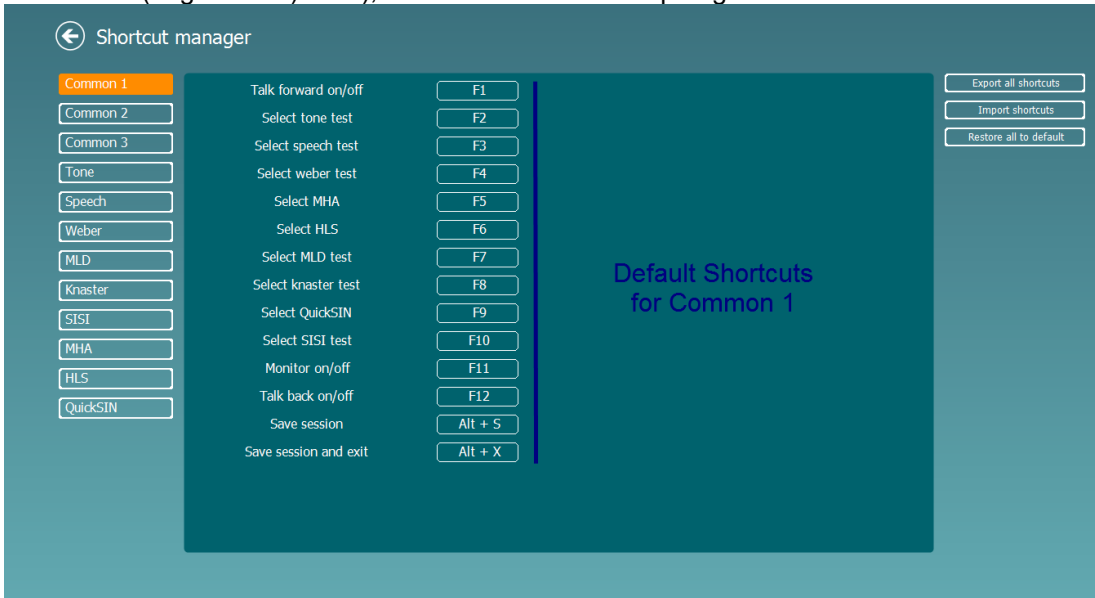 Shortcut manager
Common 1
Common 2
Common 3
Tone
Speech
Weber
MLD
Knaster
SISI
MHA
HLS
QuickSIN
Talk forward on/off F1
Select tone test F2
Select speech test F3
Select weber test F4
Select MHA F5
Select HLS F6
Select MLD test F7
Select knaster test F8
Select QuickSIN F9
Select SISI test F10
Monitor on/off F11
Talk back on/off F12
Save session Alt + S
Save session and exit Alt + X
Default Shortcuts
for Common 1
Export all shortcuts
Import shortcuts
Restore all to default